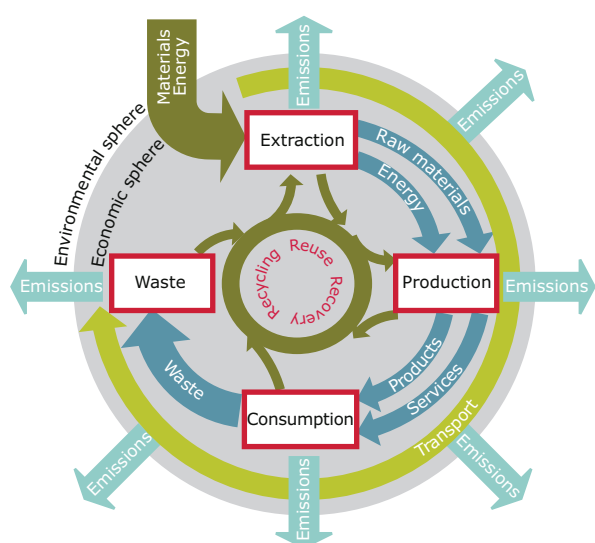 Materials
Energy
Emissions
Emissions
Environmental sphere
Economic sphere
Extraction
Raw materials
Energy
Recycling Reuse Recovery
Waste
Production
Emissions
Emissions
Waste
Products
Services
Consumption
Transport
Emissions
Emissions
Emissions